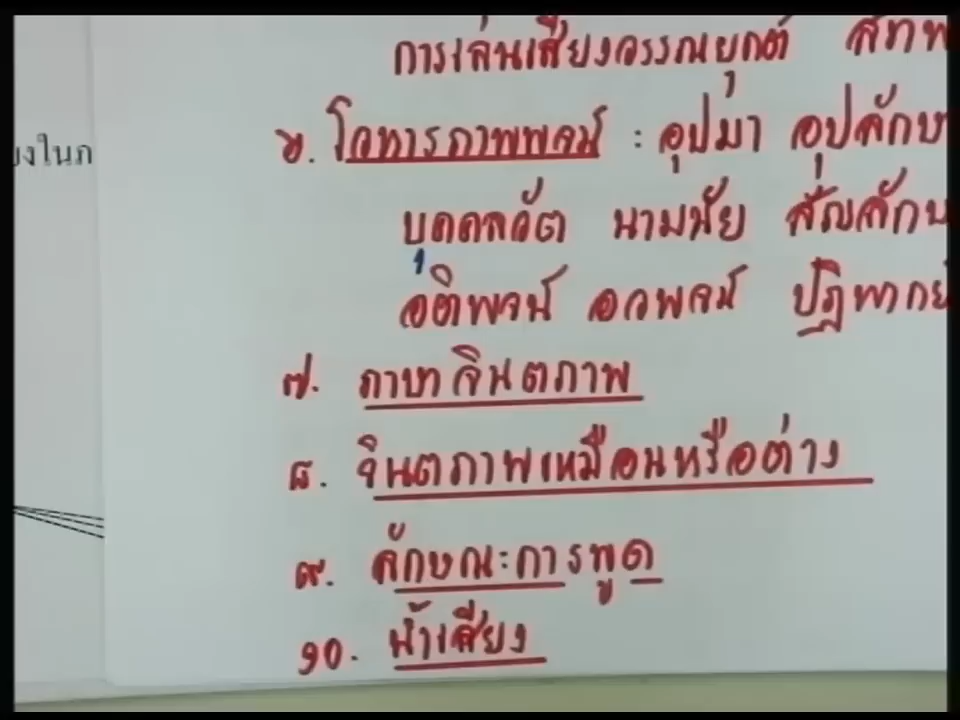 การเล่นเสียงวรรณยุกต์
๖. โวหารภาพพจน์ : อุปมา อุปลักษ
บุคคลวัต นามนัย สัญลักษ
อติพจน์ อวพจน์ ปฏิพากย์
๗. ภาษาจินตภาพ
๘. จินตภาพเหมือนหรือต่าง
๙. ลักษณะการพูด
๑๐. น้ำเสียง